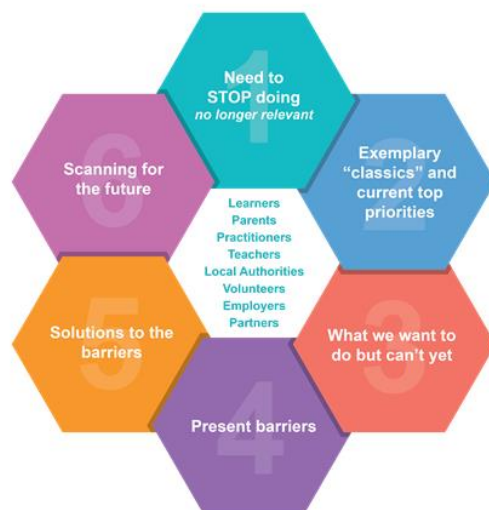 1
Need to
STOP doing
no longer relevant
2
Exemplary
“classics” and
current top
priorities
3
What we want to
do but can’t yet
4
Present barriers
5
Solutions to the
barriers
6
Scanning for
the future
Learners
Parents
Practitioners
Teachers
Local Authorities
Volunteers
Employers
Partners